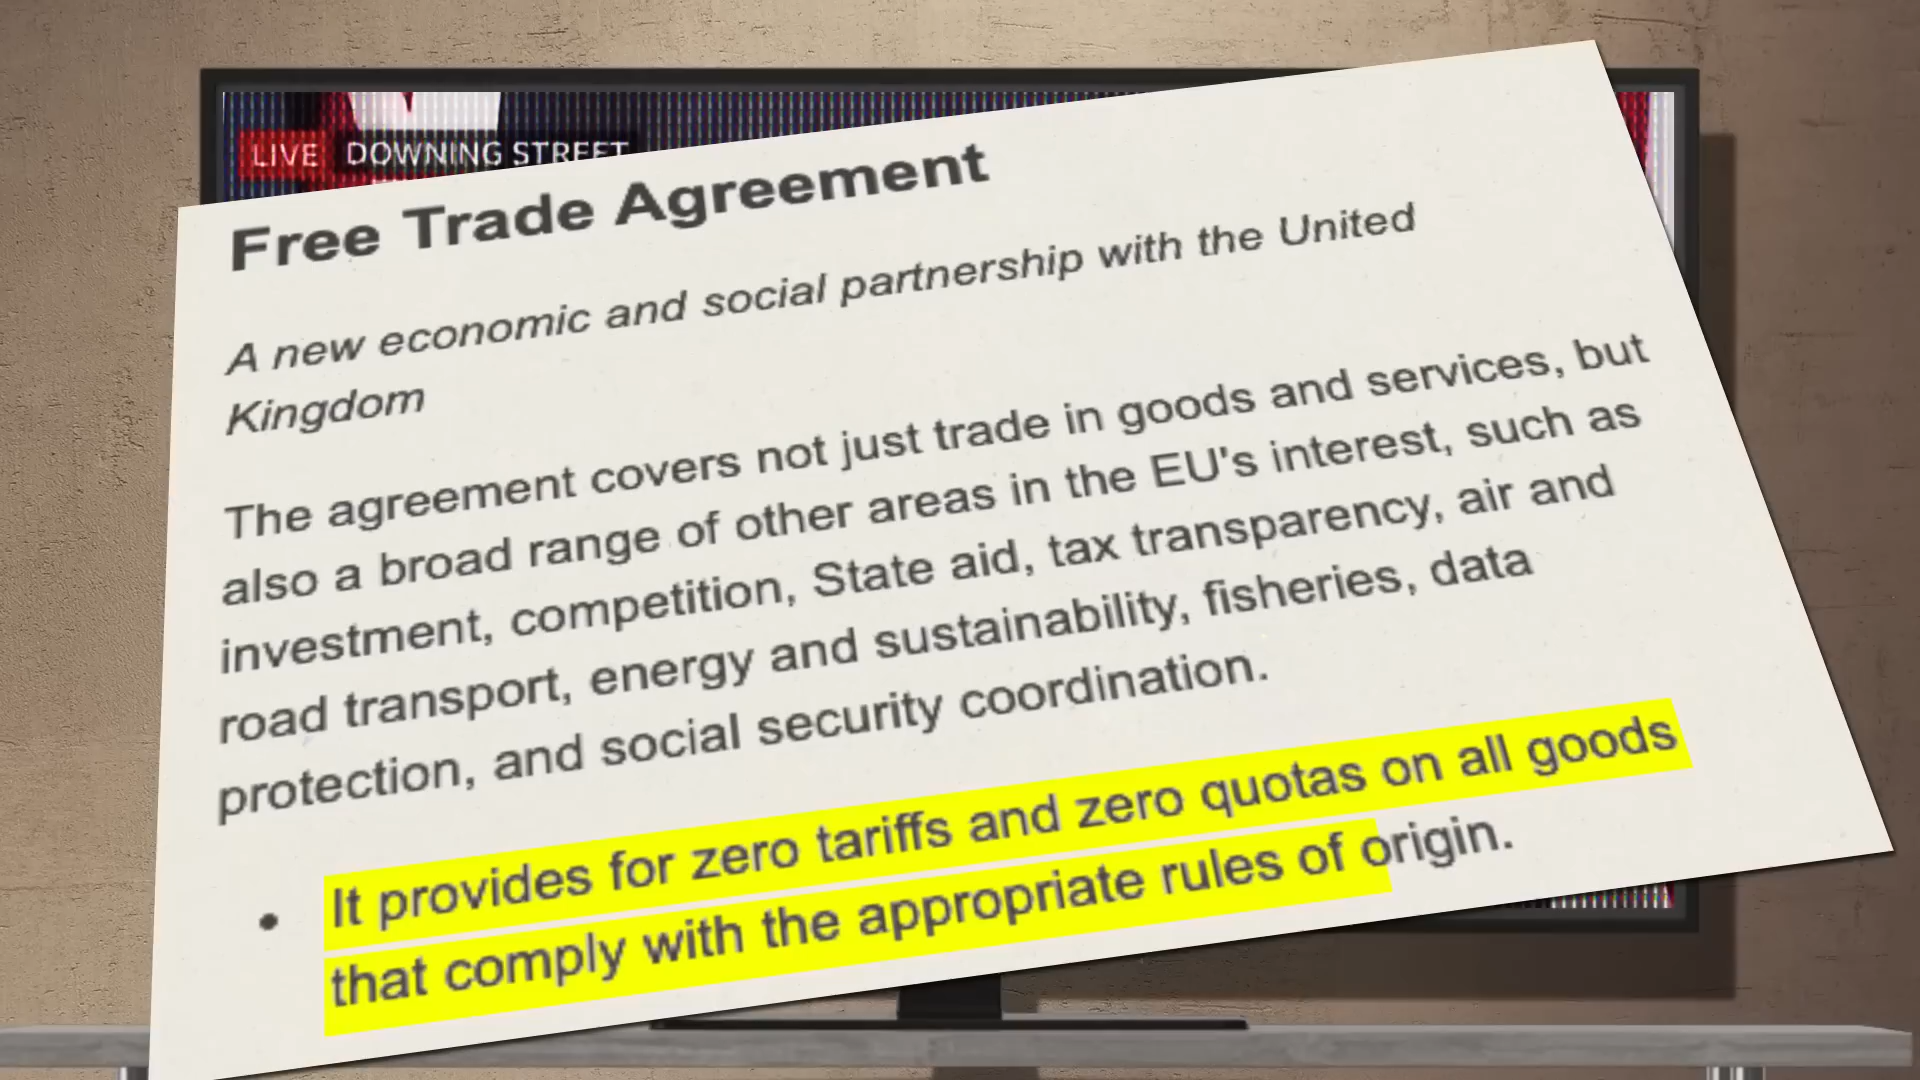 LIVE DOWNING STREET
Free Trade Agreement
A new economic and social partnership with the United
Kingdom
The agreement covers not just trade in goods and services, but
also a broad range of other areas in the EU's interest, such as
investment, competition, State aid, tax transparency, air and
road transport, energy and sustainability, fisheries, data
protection, and social security coordination.
• It provides for zero tariffs and zero quotas on all goods
that comply with the appropriate rules of origin.